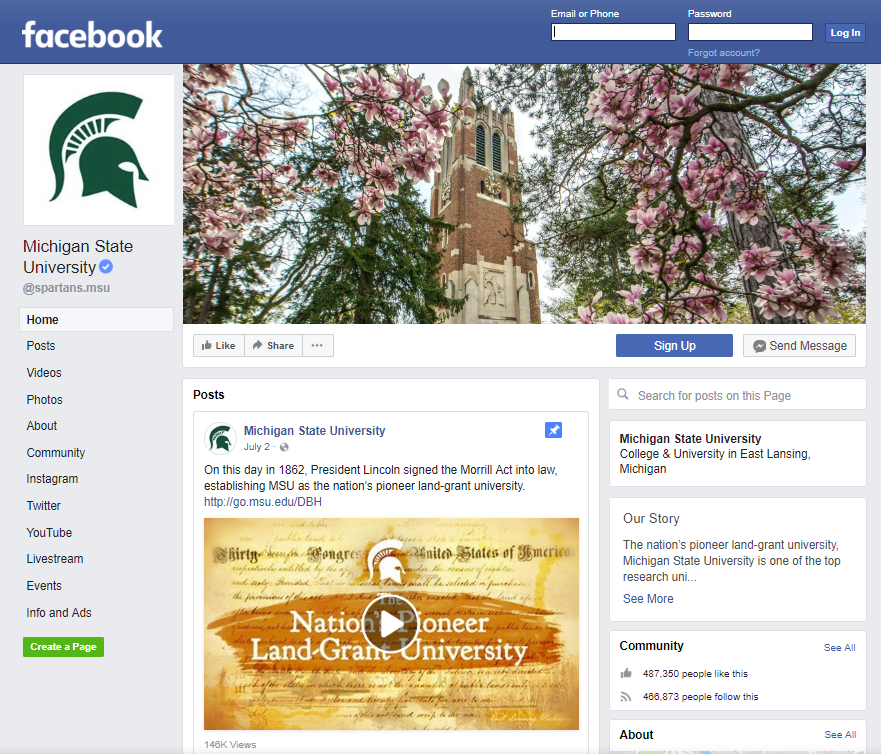 facebook
Email or Phone
Password
Log In
Forgot account?
Michigan State
University
@spartans.msu
Home
Posts
Videos
Photos
About
Community
Instagram
Twitter
YouTube
Livestream
Events
Info and Ads
Create a Page
Like
Share
Sign Up
Send Message
Posts
Michigan State University
July 2 ·
On this day in 1862, President Lincoln signed the Morrill Act into law,
establishing MSU as the nation's pioneer land-grant university.
http://go.msu.edu/DBH
Thirty Congress United States of America
The
Nation's Pioneer
Land-Grant University
146K Views
Search for posts on this Page
Michigan State University
College & University in East Lansing,
Michigan
Our Story
The nation's pioneer land-grant university,
Michigan State University is one of the top
research uni...
See More
Community
See All
487,350 people like this
466,873 people follow this
About
See All